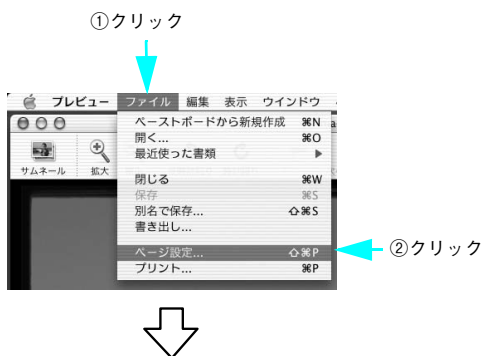 ①クリック
プレビュー ファイル 編集 表示 ウインドウ
ペーストボードから新規作成 ⌘N
開く... ⌘O
最近使った書類 ▶
サムネール 拡大
閉じる ⌘W
保存 ⌘S
別名で保存... ⇧⌘S
書き出し...
ページ設定... ⇧⌘P
②クリック
プリント... ⌘P